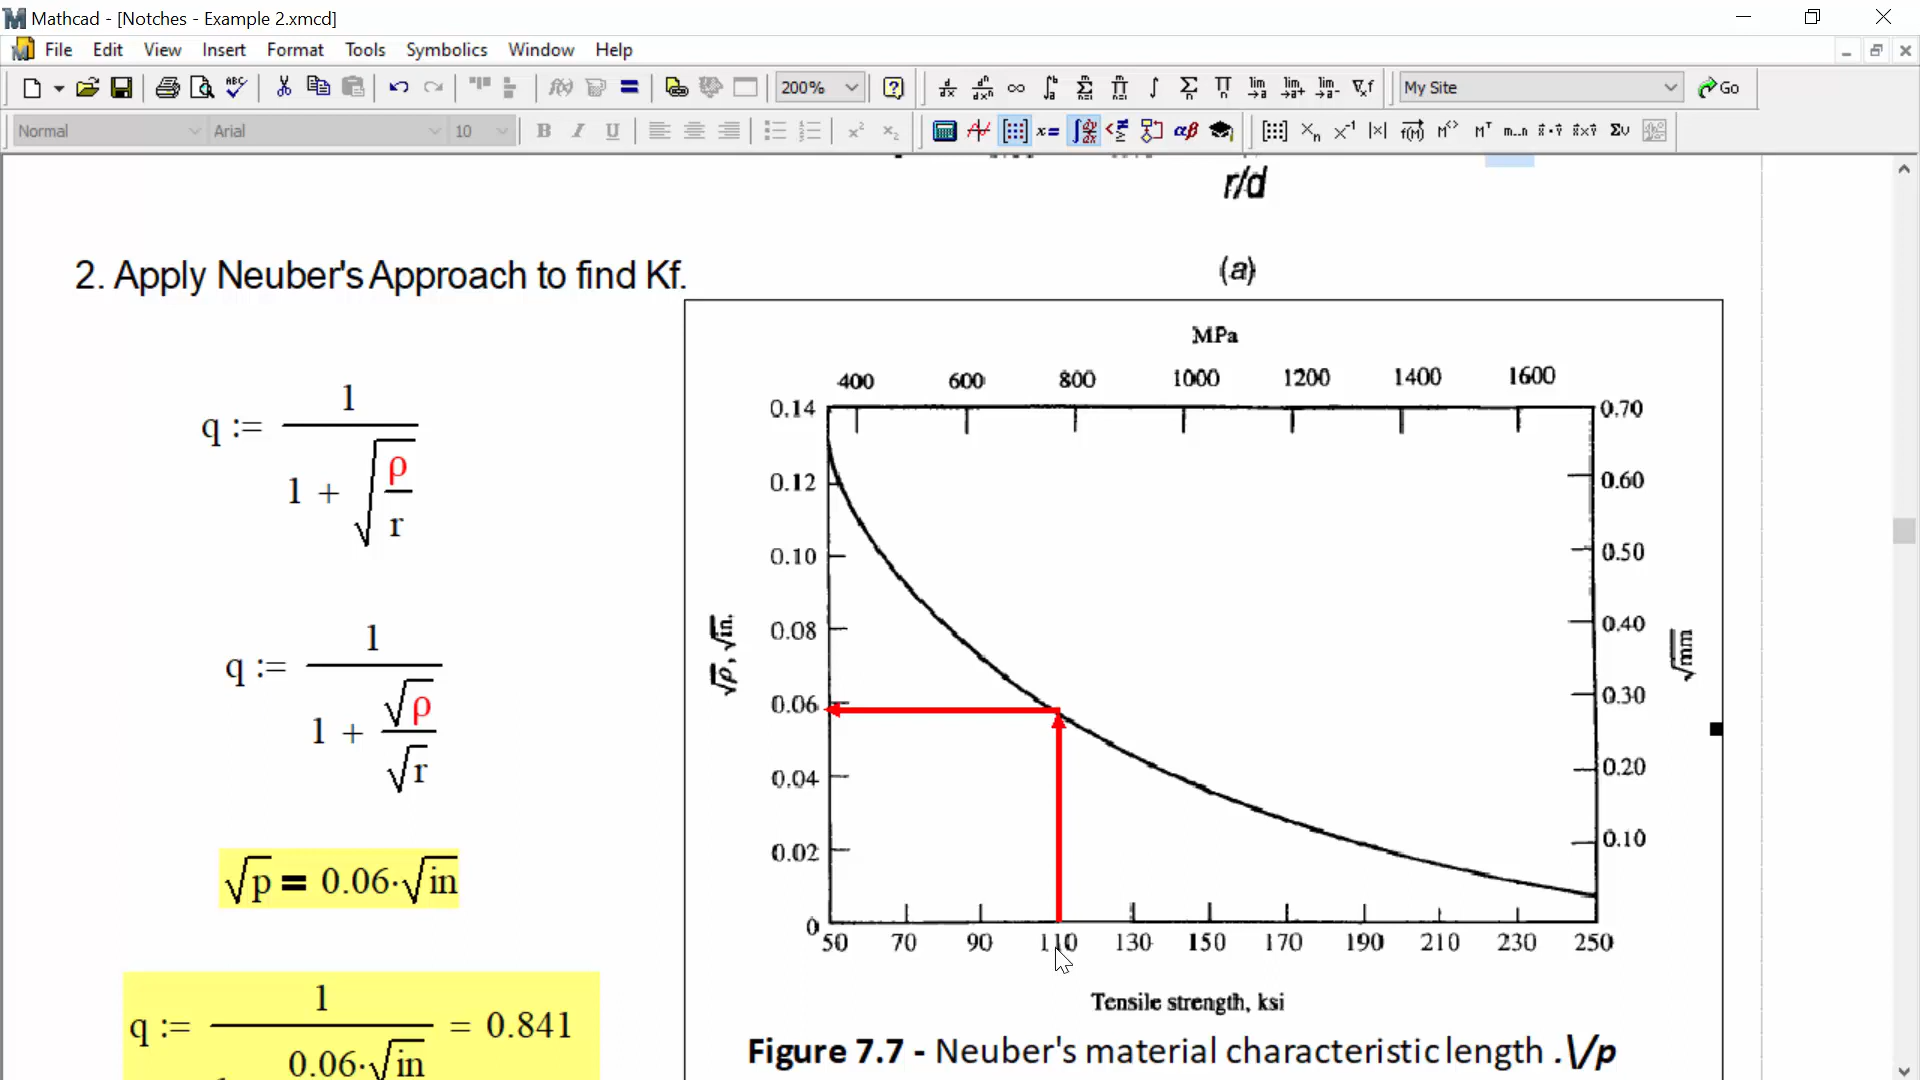 Mathcad - [Notches - Example 2.xmcd]
File Edit View Insert Format Tools Symbolics Window Help
200% My Site Go
Normal Arial 10 B I U
r/d
2. Apply Neuber's Approach to find Kf.
(a)
MPa
400 600 800 1000 1200 1400 1600
0.14 0.70
0.12 0.60
0.10 0.50
0.08 0.40
0.06 0.30
0.04 0.20
0.02 0.10
0
√ρ, √in.
√mm
50 70 90 110 130 150 170 190 210 230 250
Tensile strength, ksi
Figure 7.7 - Neuber's material characteristic length .\/p
q := 1
1 + √ρ/r
q := 1
1 + √ρ/√r
√p = 0.06·√in
q := 1 = 0.841
0.06·√in